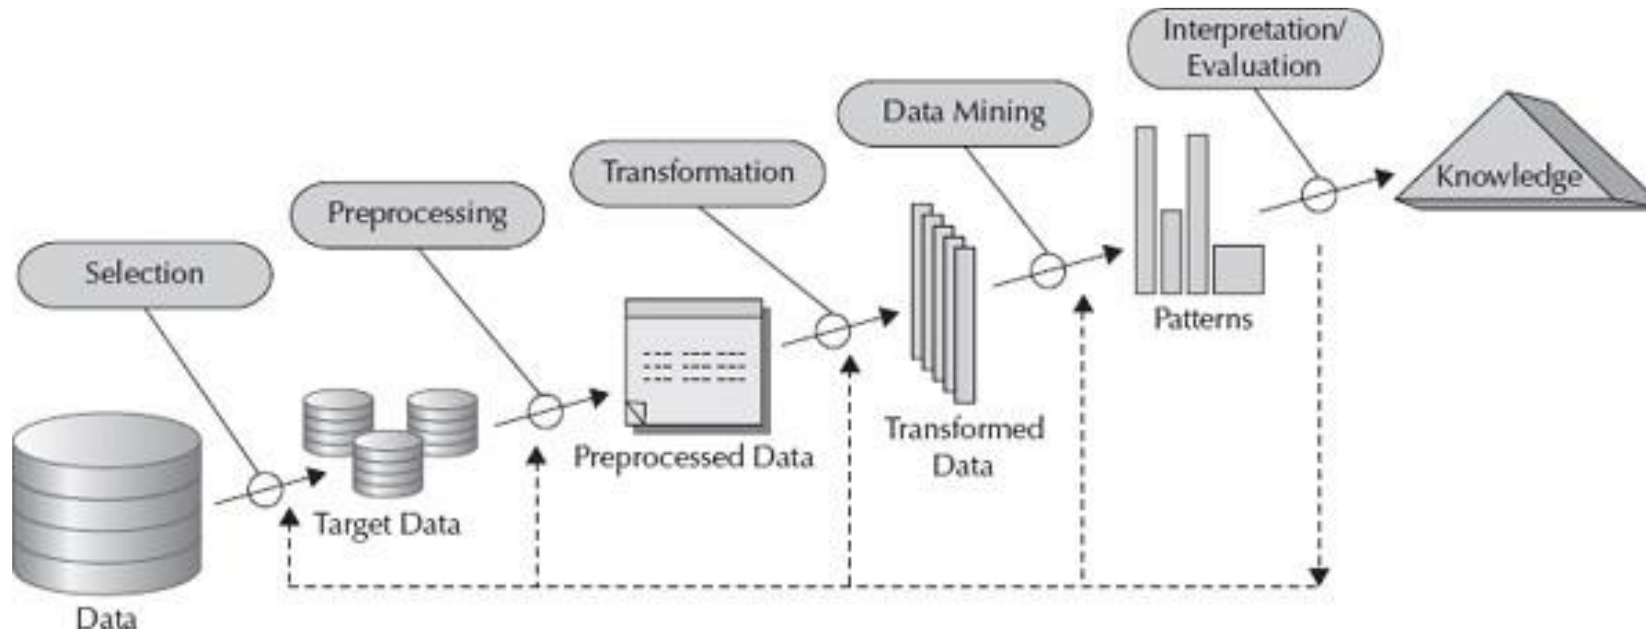 Interpretation/
Evaluation
Data Mining
Transformation
Knowledge
Preprocessing
Selection
Patterns
Transformed
Data
Preprocessed Data
Target Data
Data